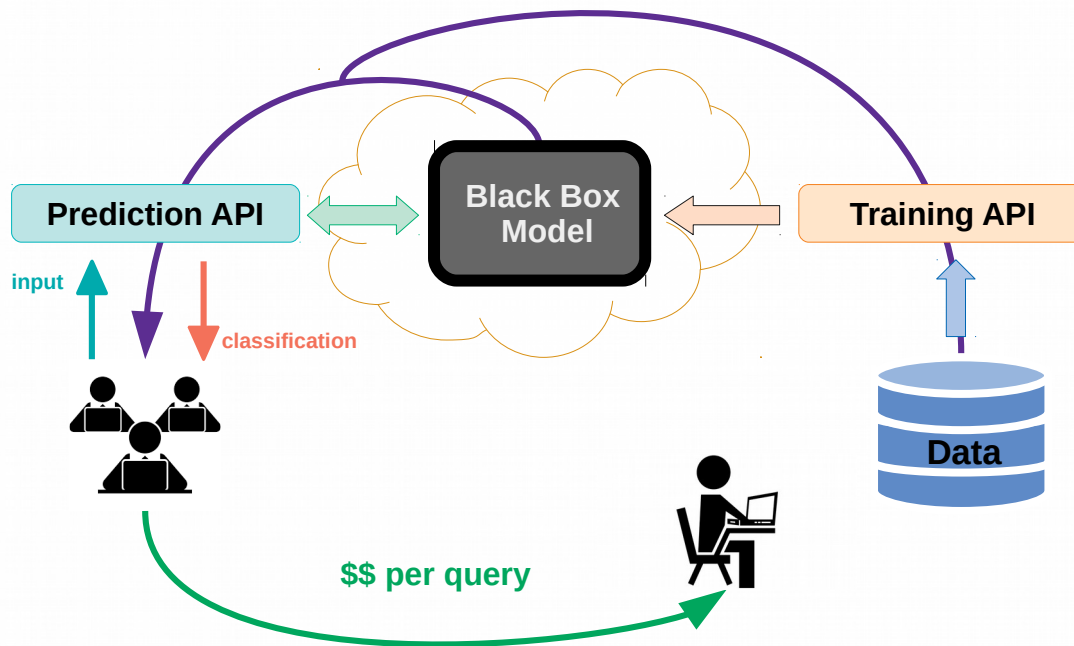 Prediction API
Black Box
Model
Training API
input
classification
Data
$$ per query